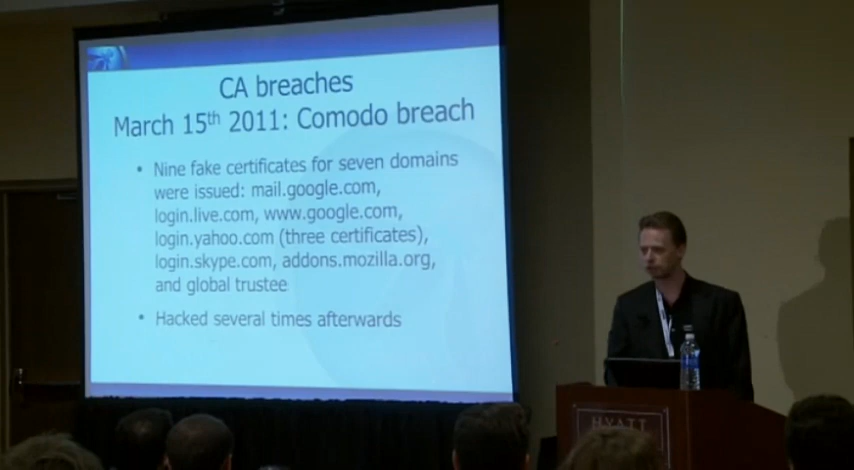 CA breaches
March 15th 2011: Comodo breach
• Nine fake certificates for seven domains
were issued: mail.google.com,
login.live.com, www.google.com,
login.yahoo.com (three certificates),
login.skype.com, addons.mozilla.org,
and global trustee
• Hacked several times afterwards
HYATT